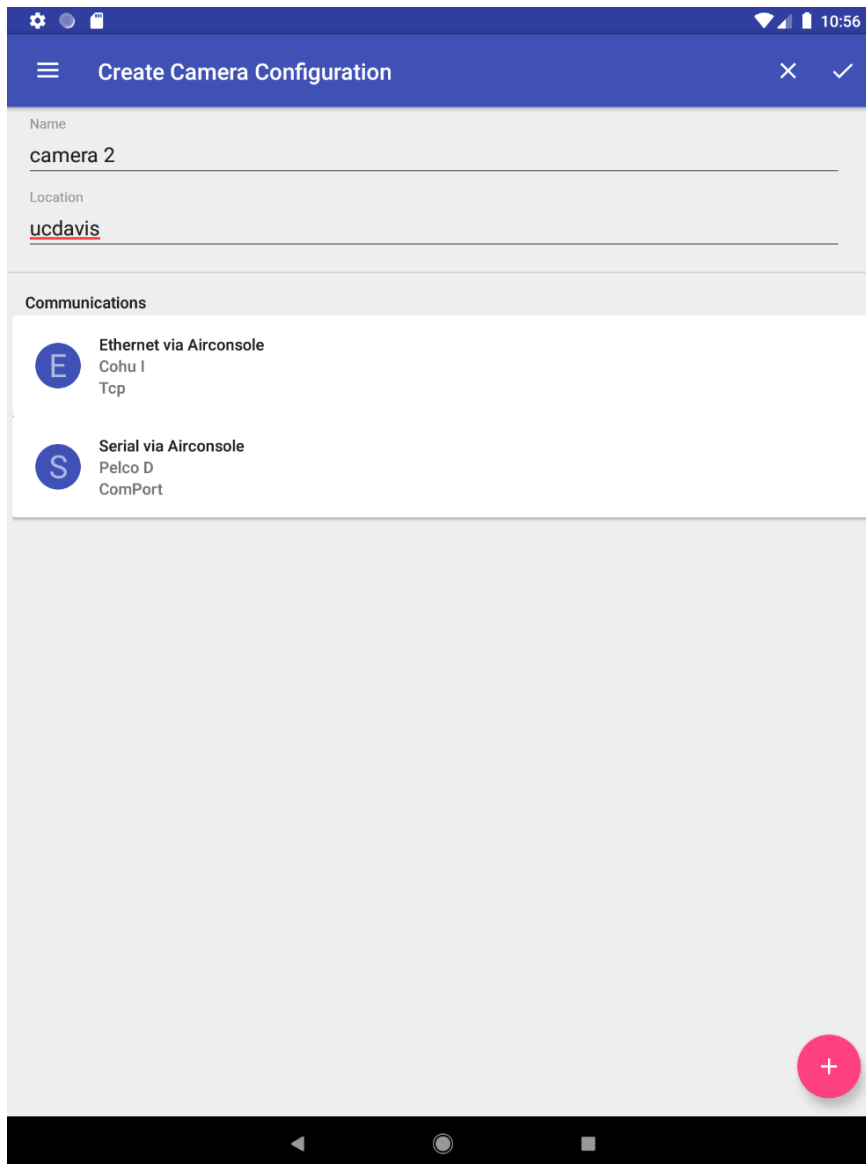 10:56
Create Camera Configuration
Name
camera 2
Location
ucdavis
Communications
E
Ethernet via Airconsole
Cohu I
Tcp
S
Serial via Airconsole
Pelco D
ComPort